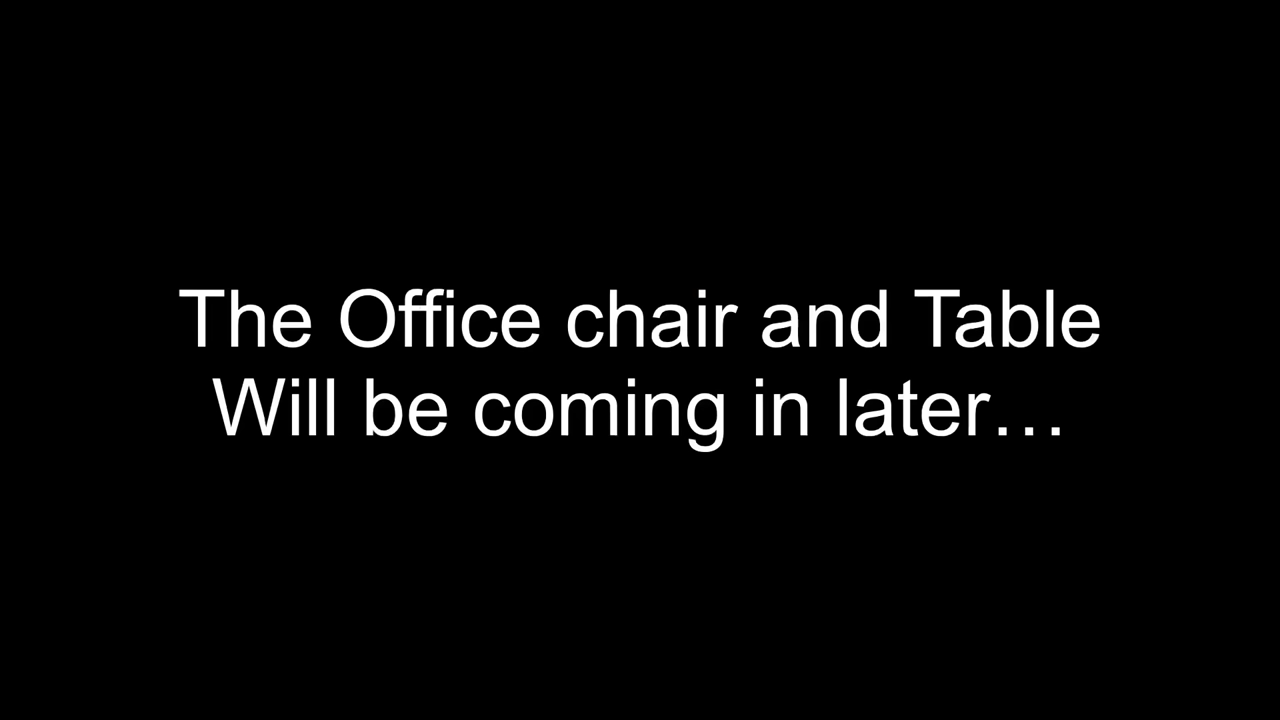 The Office chair and Table
Will be coming in later…